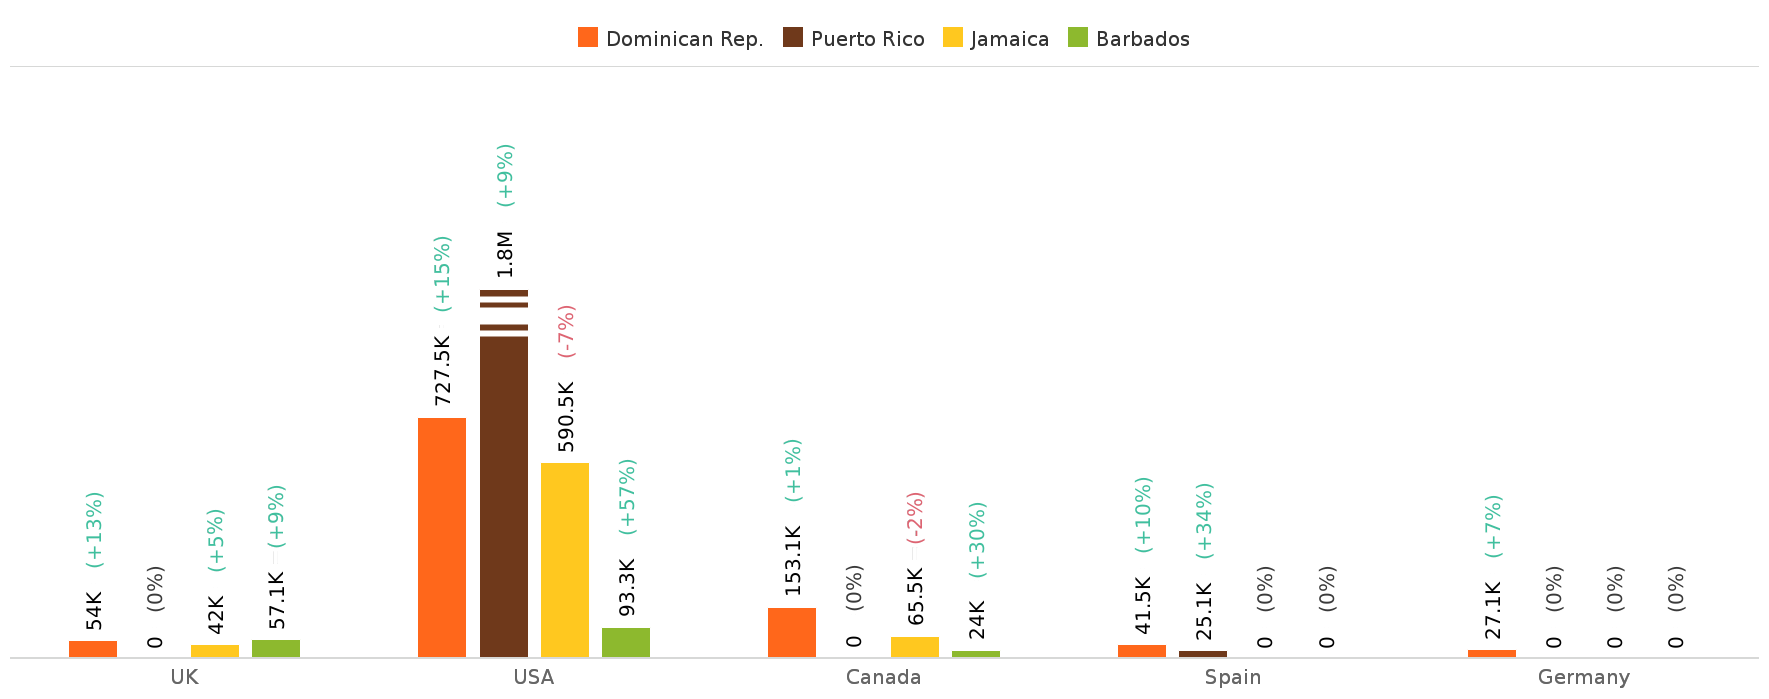 Dominican Rep. Puerto Rico Jamaica Barbados
54K (+13%)
0 (0%)
42K (+5%)
57.1K (+9%)
727.5K (+15%)
1.8M (+9%)
590.5K (-7%)
93.3K (+57%)
153.1K (+1%)
0 (0%)
65.5K (-2%)
24K (+30%)
41.5K (+10%)
25.1K (+34%)
0 (0%)
0 (0%)
27.1K (+7%)
0 (0%)
0 (0%)
0 (0%)
UK USA Canada Spain Germany